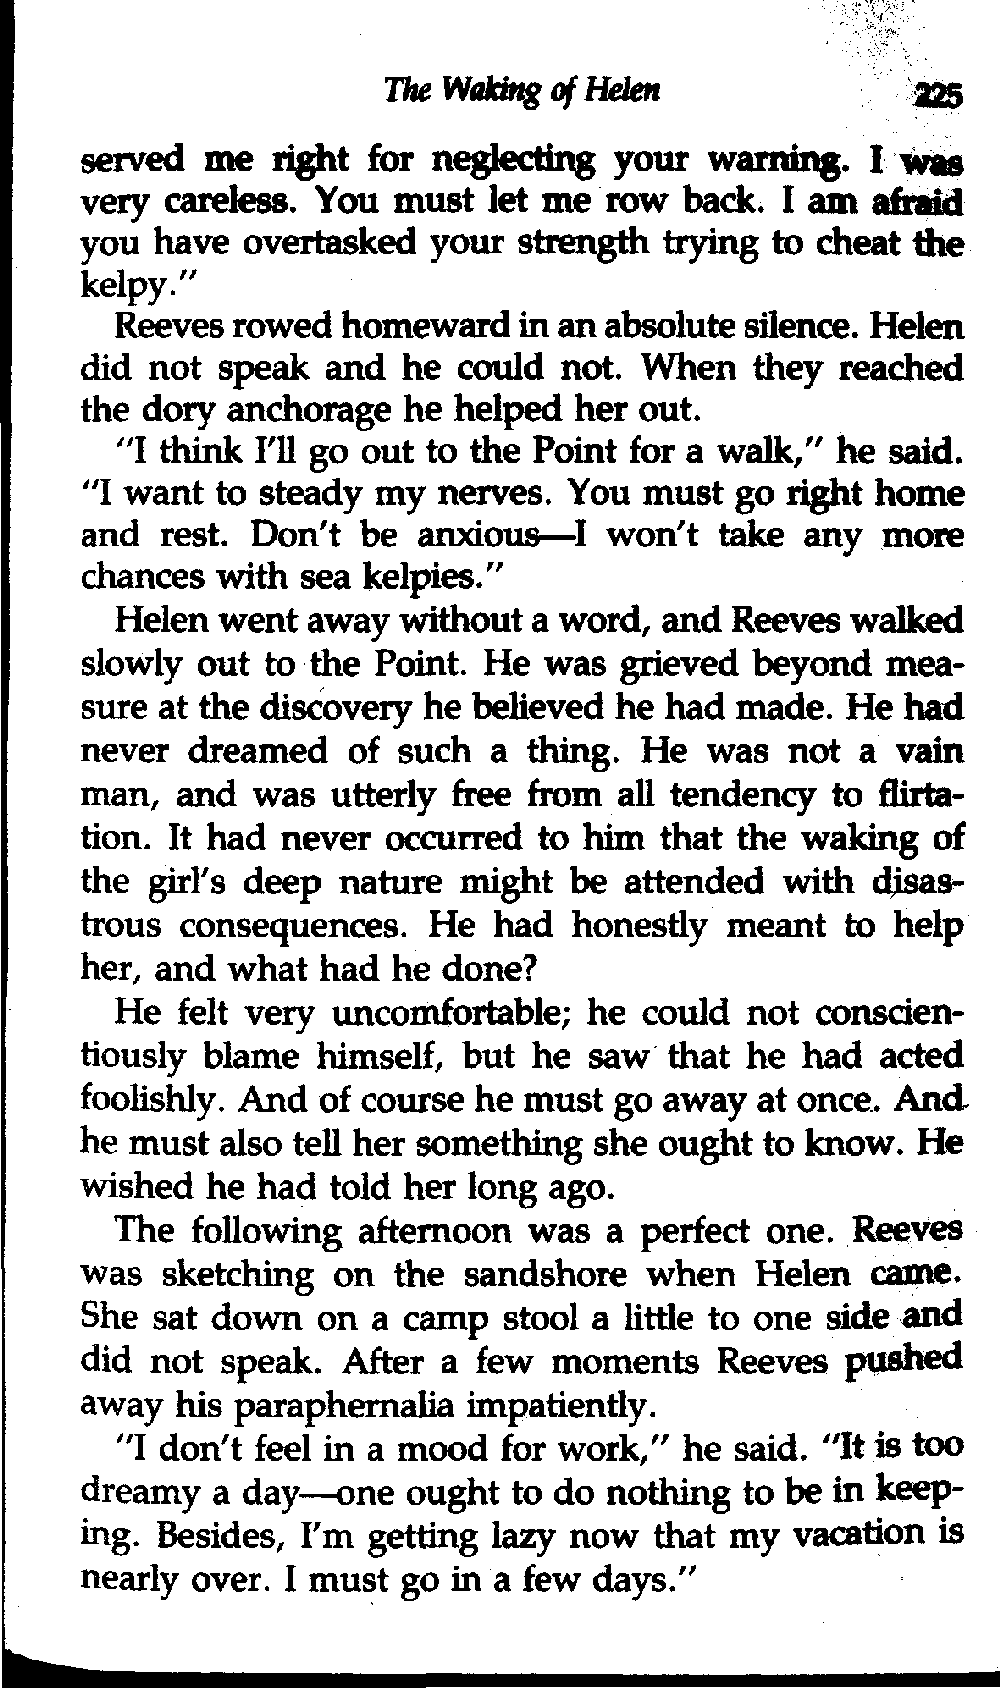 The Waking of Helen 225
served me right for neglecting your warning. I was
very careless. You must let me row back. I am afraid
you have overtasked your strength trying to cheat the
kelpy."
Reeves rowed homeward in an absolute silence. Helen
did not speak and he could not. When they reached
the dory anchorage he helped her out.
"I think I'll go out to the Point for a walk," he said.
"I want to steady my nerves. You must go right home
and rest. Don't be anxious—I won't take any more
chances with sea kelpies."
Helen went away without a word, and Reeves walked
slowly out to the Point. He was grieved beyond mea-
sure at the discovery he believed he had made. He had
never dreamed of such a thing. He was not a vain
man, and was utterly free from all tendency to flirta-
tion. It had never occurred to him that the waking of
the girl's deep nature might be attended with disas-
trous consequences. He had honestly meant to help
her, and what had he done?
He felt very uncomfortable; he could not conscien-
tiously blame himself, but he saw that he had acted
foolishly. And of course he must go away at once. And
he must also tell her something she ought to know. He
wished he had told her long ago.
The following afternoon was a perfect one. Reeves
was sketching on the sandshore when Helen came.
She sat down on a camp stool a little to one side and
did not speak. After a few moments Reeves pushed
away his paraphernalia impatiently.
"I don't feel in a mood for work," he said. "It is too
dreamy a day—one ought to do nothing to be in keep-
ing. Besides, I'm getting lazy now that my vacation is
nearly over. I must go in a few days."